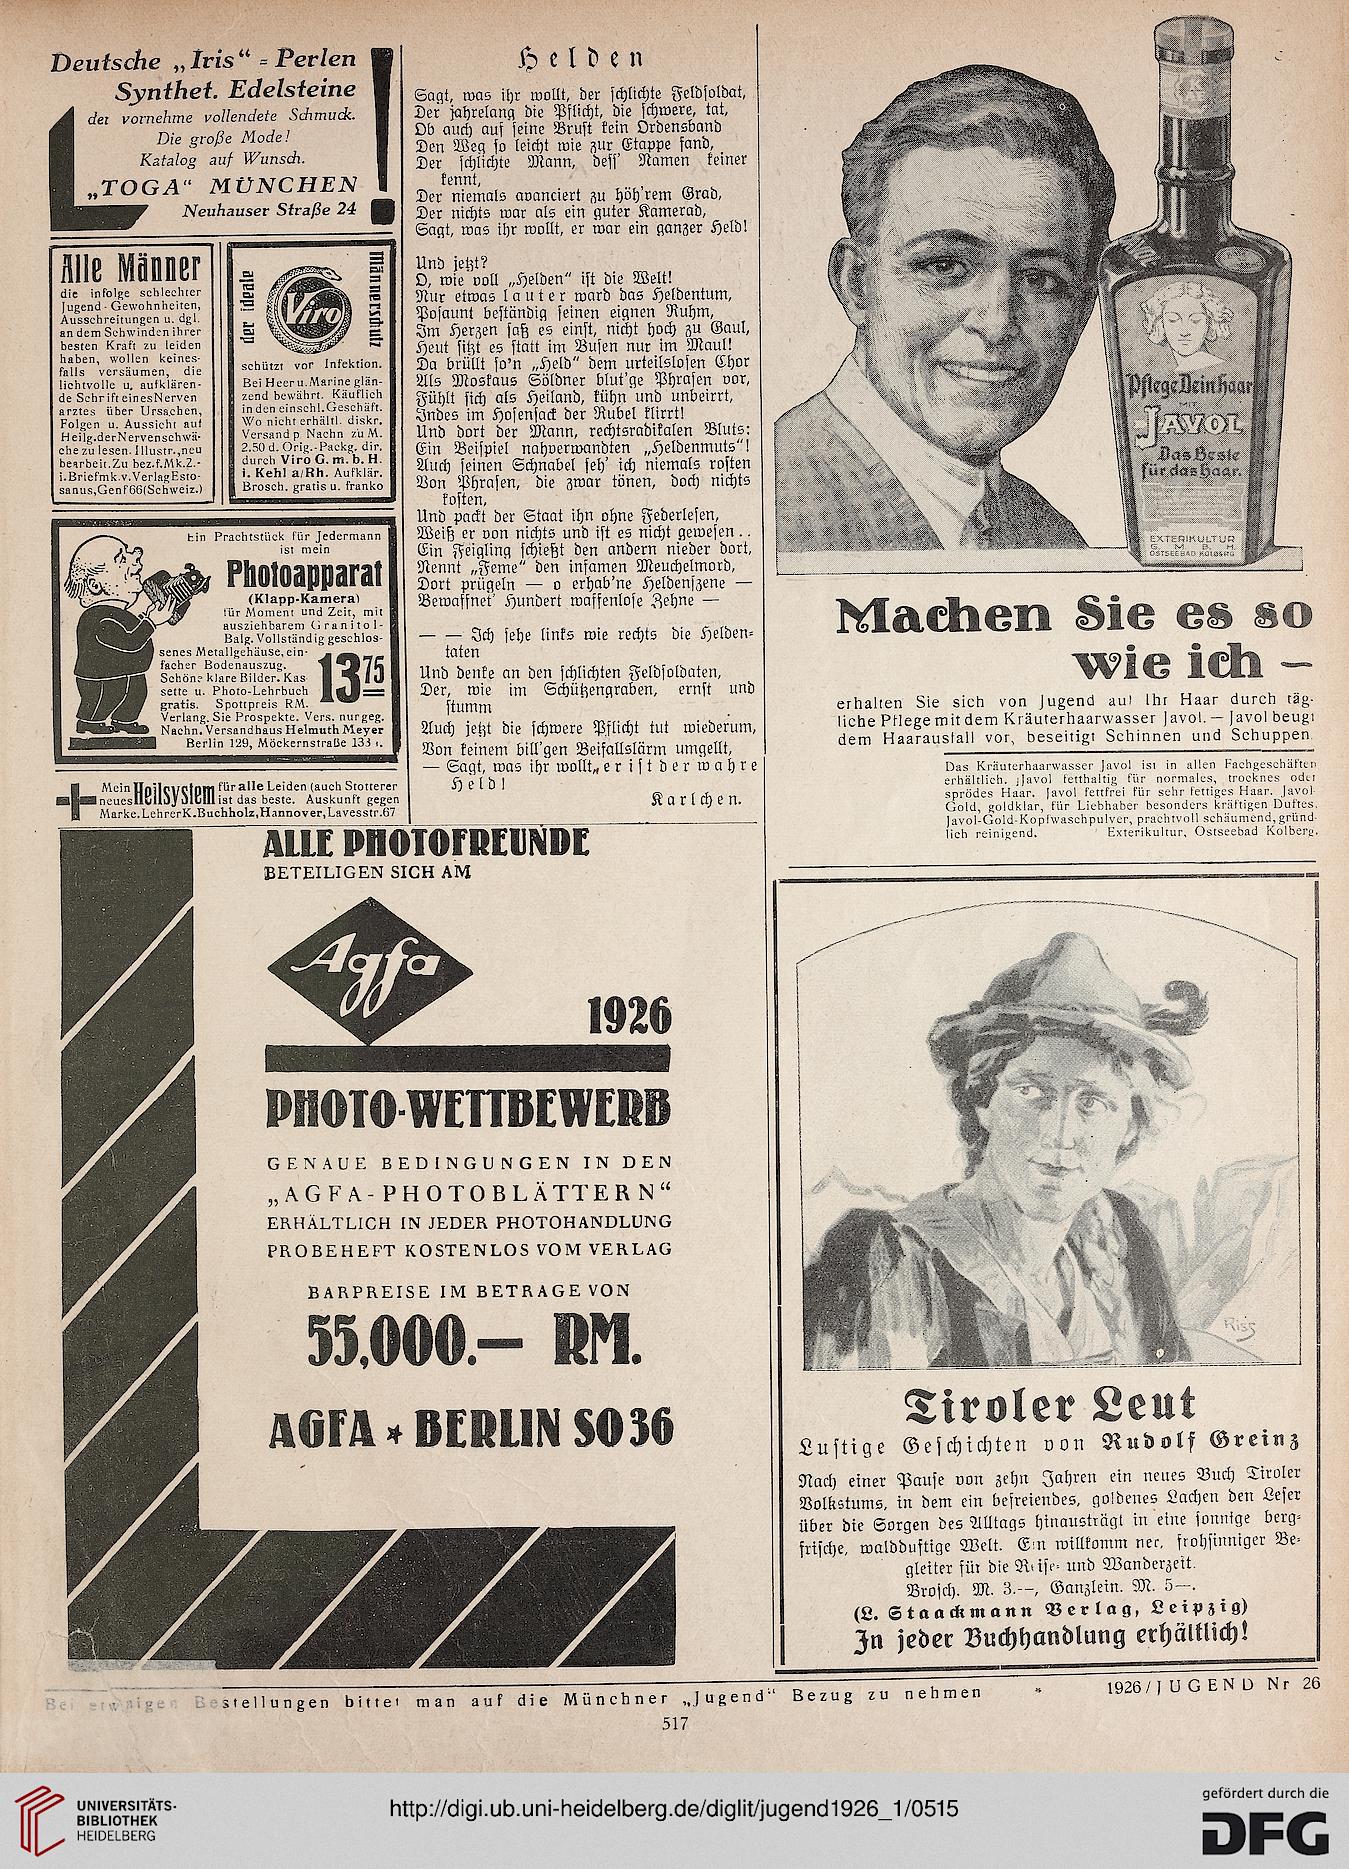 Deutsche „Iris“ = Perlen
Synthet. Edelsteine
der vornehme vollendete Schmuck.
Die große Mode!
Katalog auf Wunsch.
„TOGA“ MÜNCHEN
Neuhauser Straße 24
!
Alle Männer
die infolge schlechter
Jugend-Gewohnheiten,
Ausschreitungen u. dgl.
an dem Schwinden ihrer
besten Kraft zu leiden
haben, wollen keines-
falls versäumen, die
lichtvolle u. aufklären-
de Schrift eines Nerven
arztes über Ursachen,
Folgen u. Aussicht auf
Heilg. der Nervenschwä-
che zu lesen. Illustr., neu
bearbeit. Zu bez. f. Mk. 2.-
i. Briefmk. v. Verlag Esto-
sanus, Genf 66 (Schweiz.)
der ideale
Viro
Männerschutz
schützt vor Infektion.
Bei Heer u. Marine glän-
zend bewährt. Käuflich
in den einschl. Geschäft.
Wo nicht erhältl. diskr.
Versand p Nachn zu M.
2.50 d. Orig.-Packg. dir.
durch Viro G. m. b. H.
i. Kehl a/Rh. Aufklär.
Brosch. gratis u. franko
Ein Prachtstück für Jedermann
ist mein
Photoapparat
(Klapp-Kamera)
für Moment und Zeit, mit
ausziehbarem Granitol-
Balg. Vollständig geschlos-
senes Metallgehäuse, ein-
facher Bodenauszug.
Schöne klare Bilder. Kas
sette u. Photo-Lehrbuch
gratis. Spottpreis RM.
13 75
Verlang. Sie Prospekte. Vers. nur geg.
Nachn. Versandhaus Helmuth Meyer
Berlin 129, Möckernstraße 133
Mein
neues Heilsystem für alle Leiden (auch Stotterer
ist das beste. Auskunft gegen
Marke. Lehrer K. Buchholz, Hannover, Lavesstr. 67
Helden
Sagt, was ihr wollt, der schlichte Feldsoldat,
Der jahrelang die Pflicht, die schwere, tat,
Ob auch auf seine Brust kein Ordensband
Den Weg so leicht wie zur Etappe fand,
Der schlichte Mann, dess' Namen keiner
kennt,
Der niemals avanciert zu höh'rem Grad,
Der nichts war als ein guter Kamerad,
Sagt, was ihr wollt, er war ein ganzer Held!
Und jetzt?
O, wie voll „Helden“ ist die Welt!
Nur etwas lauter ward das Heldentum,
Posaunt beständig seinen eignen Ruhm,
Im Herzen saß es einst, nicht hoch zu Gaul,
Heut sitzt es statt im Busen nur im Maul!
Da brüllt so'n „Held“ dem urteilslosen Chor
Als Moskaus Söldner blut'ge Phrasen vor,
Fühlt sich als Heiland, kühn und unbeirrt,
Indes im Hosensack der Rubel klirrt!
Und dort der Mann, rechtsradikalen Bluts:
Ein Beispiel nahverwandten „Heldenmuts“!
Auch seinen Schnabel seh' ich niemals rosten
Von Phrasen, die zwar tönen, doch nichts
kosten,
Und packt der Staat ihn ohne Federlesen,
Weiß er von nichts und ist es nicht gewesen . .
Ein Feigling schießt den andern nieder dort,
Nennt „Feme“ den infamen Meuchelmord,
Dort prügeln — o erhab'ne Heldenszene —
Bewaffnet' Hundert waffenlose Zehne —
— — Ich sehe links wie rechts die Helden-
taten
Und denke an den schlichten Feldsoldaten,
Der, wie im Schützengraben, ernst und
stumm
Auch jetzt die schwere Pflicht tut wiederum,
Von keinem bill'gen Beifallslärm umgellt,
— Sagt, was ihr wollt, er ist der wahre
Held!
Karlchen.
Pflege Dein Haar
MIT
JAVOL
Das Beste
für das Haar.
EXTERIKULTUR
G. M. B. H.
OSTSEEBAD KOLBERG
Machen Sie es so
wie ich —
erhalten Sie sich von Jugend auf Ihr Haar durch täg-
liche Pflege mit dem Kräuterhaarwasser Javol. — Javol beugt
dem Haarausfall vor, beseitigt Schinnen und Schuppen.
Das Kräuterhaarwasser Javol ist in allen Fachgeschäften
erhältlich. Javol fetthaltig für normales, trocknes oder
sprödes Haar. Javol fettfrei für sehr fettiges Haar. Javol-
Gold, goldklar, für Liebhaber besonders kräftigen Duftes.
Javol-Gold-Kopfwaschpulver, prachtvoll schäumend, gründ-
lich reinigend. Exterikultur, Ostseebad Kolberg.
ALLE PHOTOFREUNDE
BETEILIGEN SICH AM
Agfa
1926
PHOTO-WETTBEWERB
GENAUE BEDINGUNGEN IN DEN
„AGFA-PHOTOBLÄTTERN“
ERHÄLTLICH IN JEDER PHOTOHANDLUNG
PROBEHEFT KOSTENLOS VOM VERLAG
BARPREISE IM BETRAGE VON
55,000.— RM.
AGFA * BERLIN SO 36
Riss
Tiroler Leut
Lustige Geschichten von Rudolf Greinz
Nach einer Pause von zehn Jahren ein neues Buch Tiroler
Volkstums, in dem ein befreiendes, goldenes Lachen den Leser
über die Sorgen des Alltags hinausträgt in eine sonnige berg-
frische, waldduftige Welt. Ein willkommner, frohsinniger Be-
gleiter für die Reise- und Wanderzeit.
Brosch. M. 3.--, Ganzlein. M. 5—.
(L. Staackmann Verlag, Leipzig)
In jeder Buchhandlung erhältlich!
Bei etwaigen Bestellungen bittet man auf die Münchner „Jugend“ Bezug zu nehmen * 1926 / JUGEND Nr 26
517
UNIVERSITÄTS-
BIBLIOTHEK
HEIDELBERG
http://digi.ub.uni-heidelberg.de/diglit/jugend1926_1/0515
gefördert durch die
DFG